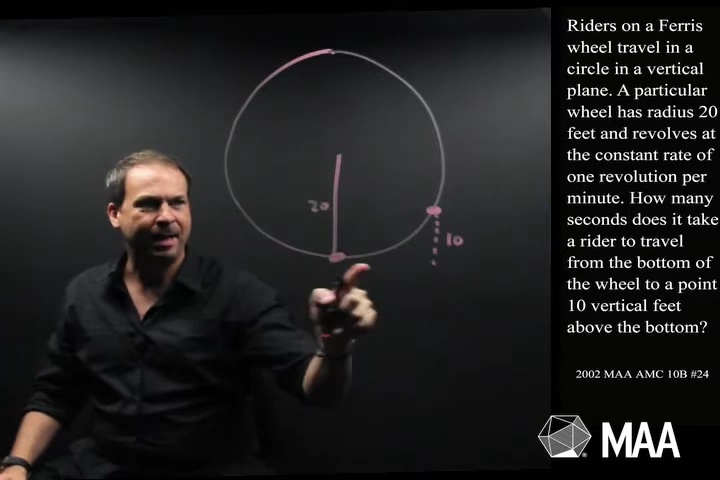 Riders on a Ferris
wheel travel in a
circle in a vertical
plane. A particular
wheel has radius 20
feet and revolves at
the constant rate of
one revolution per
minute. How many
seconds does it take
a rider to travel
from the bottom of
the wheel to a point
10 vertical feet
above the bottom?
2002 MAA AMC 10B #24
MAA
20
10